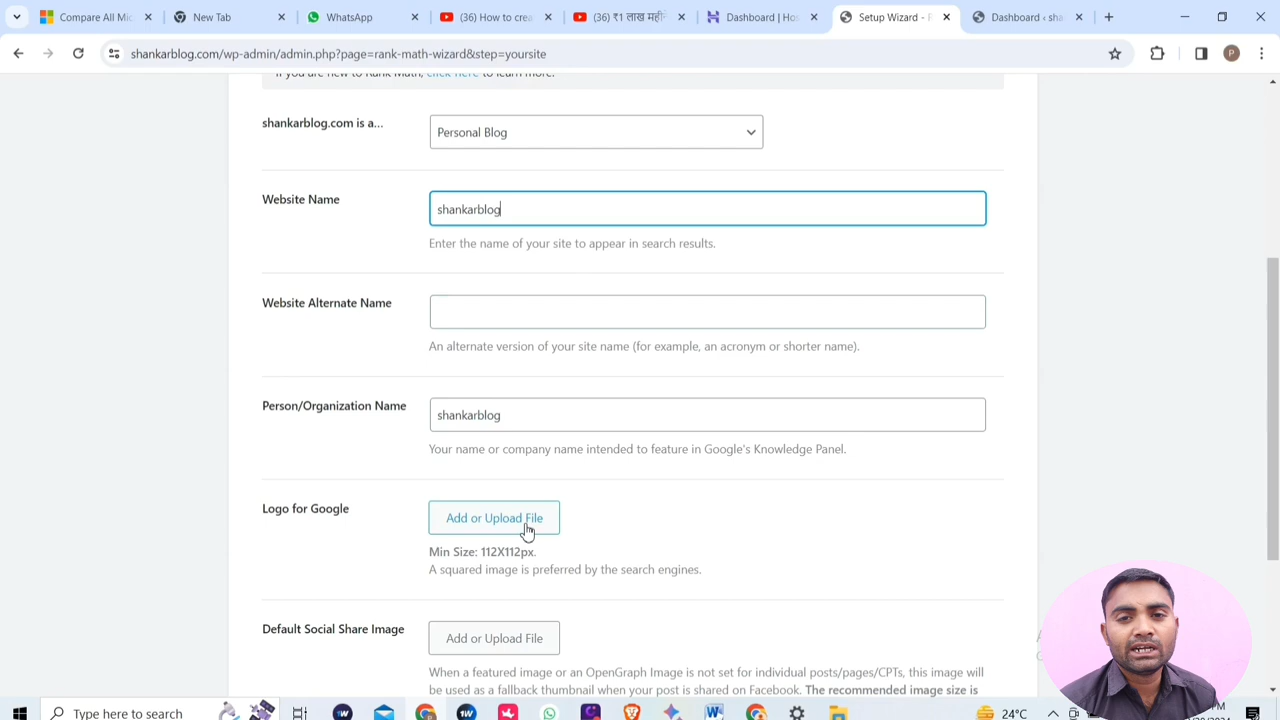 Compare All Mic
New Tab
WhatsApp
(36) How to crea
(36) ₹1 लाख महीन
Dashboard | Hos
Setup Wizard - R
Dashboard ‹ shar
shankarblog.com/wp-admin/admin.php?page=rank-math-wizard&step=yoursite
P
If you are new to Rank Math, click here to learn more.
shankarblog.com is a…
Personal Blog
Website Name
shankarblog
Enter the name of your site to appear in search results.
Website Alternate Name
An alternate version of your site name (for example, an acronym or shorter name).
Person/Organization Name
shankarblog
Your name or company name intended to feature in Google's Knowledge Panel.
Logo for Google
Add or Upload File
Min Size: 112X112px.
A squared image is preferred by the search engines.
Default Social Share Image
Add or Upload File
When a featured image or an OpenGraph Image is not set for individual posts/pages/CPTs, this image will
be used as a fallback thumbnail when your post is shared on Facebook. The recommended image size is
Type here to search
24°C